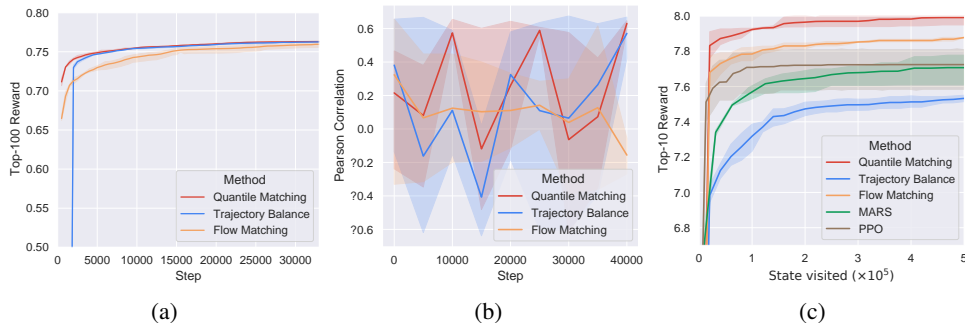 (a)
Top-100 Reward
0.80
0.75
0.70
0.65
0.60
0.55
0.50
Method
Quantile Matching
Trajectory Balance
Flow Matching
0 5000 10000 15000 20000 25000 30000
Step
(a)
(b)
Pearson Correlation
0.6
0.4
0.2
0.0
?0.2
?0.4
?0.6
Method
Quantile Matching
Trajectory Balance
Flow Matching
0 10000 20000 30000 40000
Step
(b)
(c)
Top-10 Reward
8.0
7.8
7.6
7.4
7.2
7.0
6.8
Method
Quantile Matching
Trajectory Balance
Flow Matching
MARS
PPO
0 1 2 3 4 5
State visited (×10⁵)
(c)